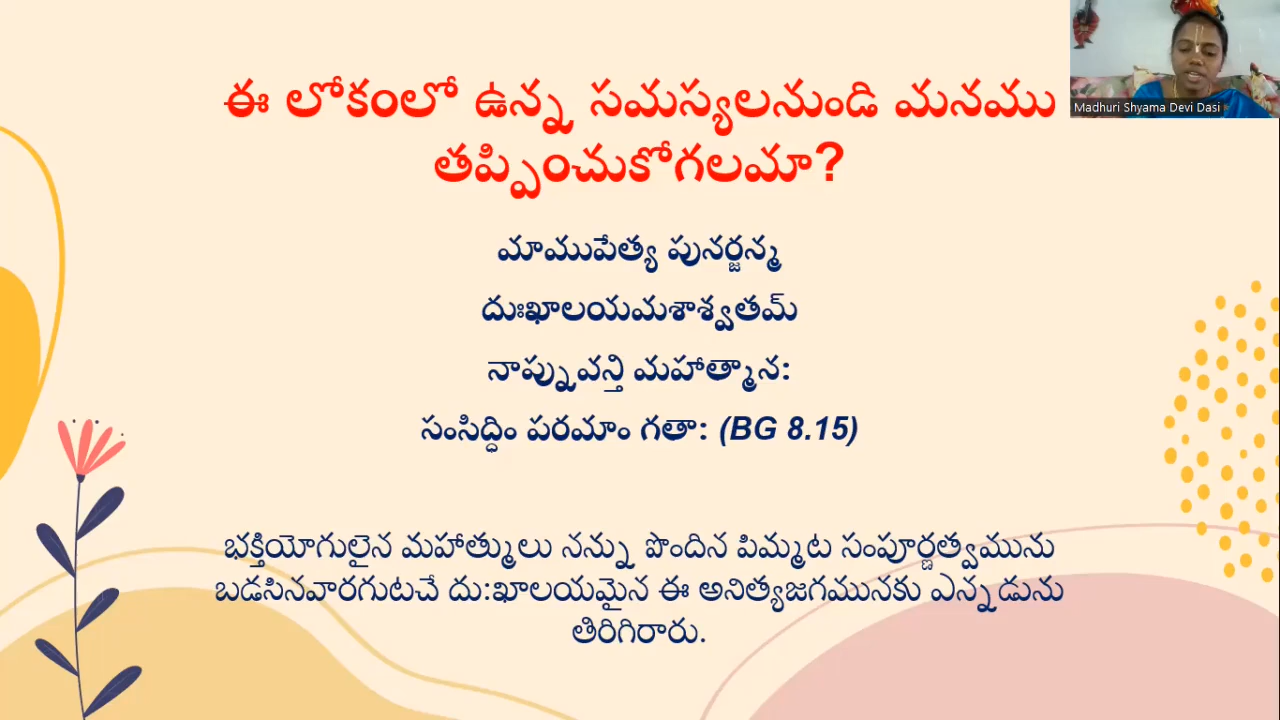 ఈ లోకంలో ఉన్న సమస్యలనుండి మనము
తప్పించుకోగలమా?
Madhuri Shyama Devi Dasi
మాముపేత్య పునర్జన్మ
దుఃఖాలయమశాశ్వతమ్
నాప్నువన్తి మహాత్మాన:
సంసిద్ధిం పరమాం గతా: (BG 8.15)
భక్తియోగులైన మహాత్ములు నన్ను పొందిన పిమ్మట సంపూర్ణత్వమును
బడసినవారగుటచే దు:ఖాలయమైన ఈ అనిత్యజగమునకు ఎన్నడును
తిరిగిరారు.